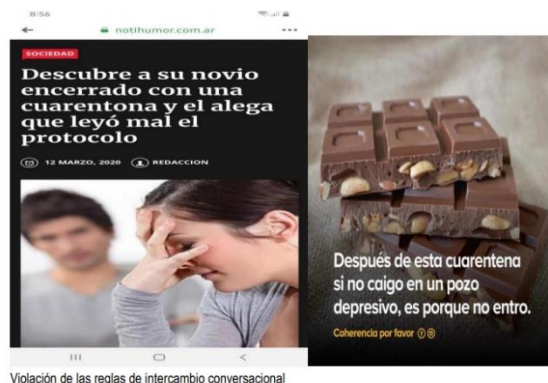 8:56
notihumor.com.ar
SOCIEDAD
Descubre a su novio
encerrado con una
cuarentona y el alega
que leyó mal el
protocolo
12 MARZO, 2020 REDACCION
Después de esta cuarentena
si no caigo en un pozo
depresivo, es porque no entro.
Coherencia por favor
Violación de las reglas de intercambio conversacional